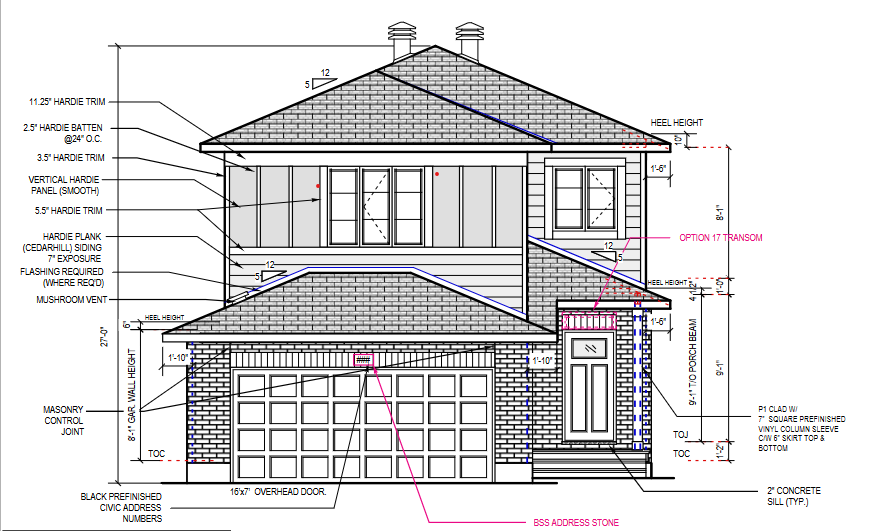 12
5
11.25" HARDIE TRIM
2.5" HARDIE BATTEN
@24" O.C.
3.5" HARDIE TRIM
VERTICAL HARDIE
PANEL (SMOOTH)
5.5" HARDIE TRIM
HARDIE PLANK
(CEDARHILL) SIDING
7" EXPOSURE
FLASHING REQUIRED
(WHERE REQ'D)
MUSHROOM VENT
12
5
HEEL HEIGHT
6"
27'-0"
1'-10"
8'-1" GAR. WALL HEIGHT
MASONRY
CONTROL
JOINT
TOC
BLACK PREFINISHED
CIVIC ADDRESS
NUMBERS
16'x7' OVERHEAD DOOR.
###
1'-10"
HEEL HEIGHT
10"
1'-6"
8'-1"
OPTION 17 TRANSOM
12
5
HEEL HEIGHT
4 1/2"
1'-0"
1'-6"
9'-1" T/O PORCH BEAM
9'-1"
P1 CLAD W/
7" SQUARE PREFINISHED
VINYL COLUMN SLEEVE
C/W 6" SKIRT TOP &
BOTTOM
TOJ
TOC
1'-2"
2" CONCRETE
SILL (TYP.)
BSS ADDRESS STONE